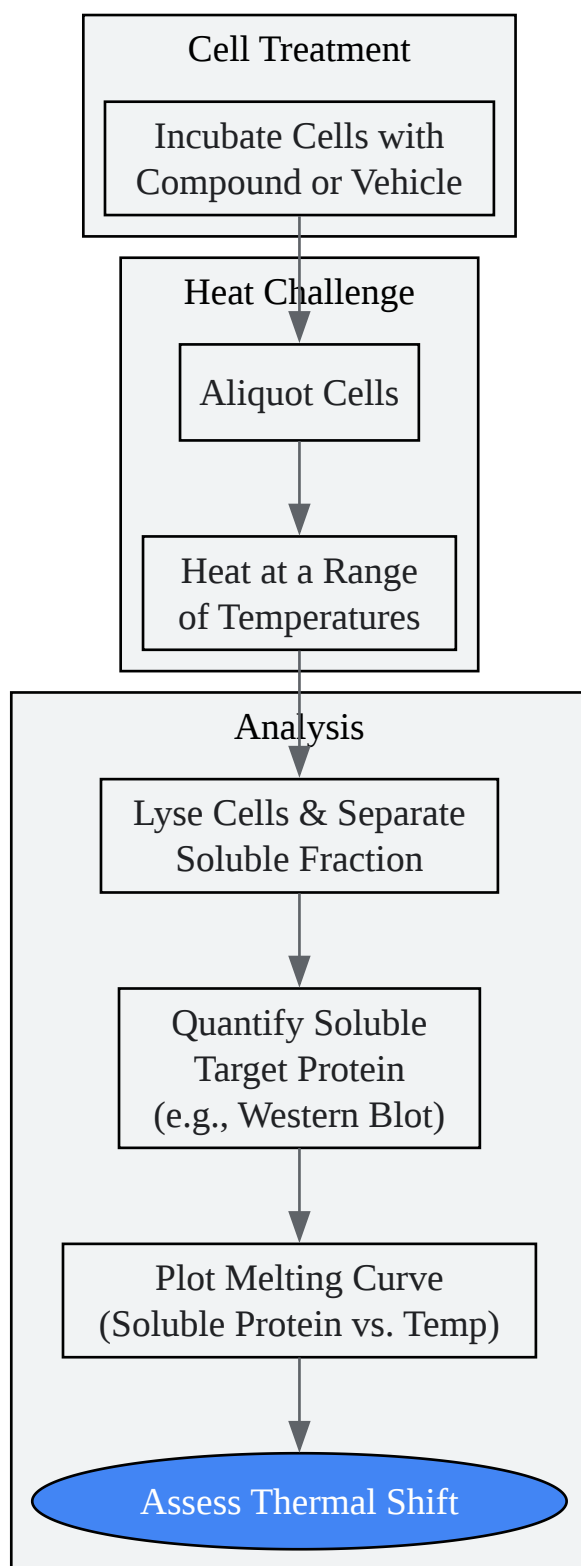 Cell Treatment
Incubate Cells with
Compound or Vehicle
Heat Challenge
Aliquot Cells
Heat at a Range
of Temperatures
Analysis
Lyse Cells & Separate
Soluble Fraction
Quantify Soluble
Target Protein
(e.g., Western Blot)
Plot Melting Curve
(Soluble Protein vs. Temp)
Assess Thermal Shift